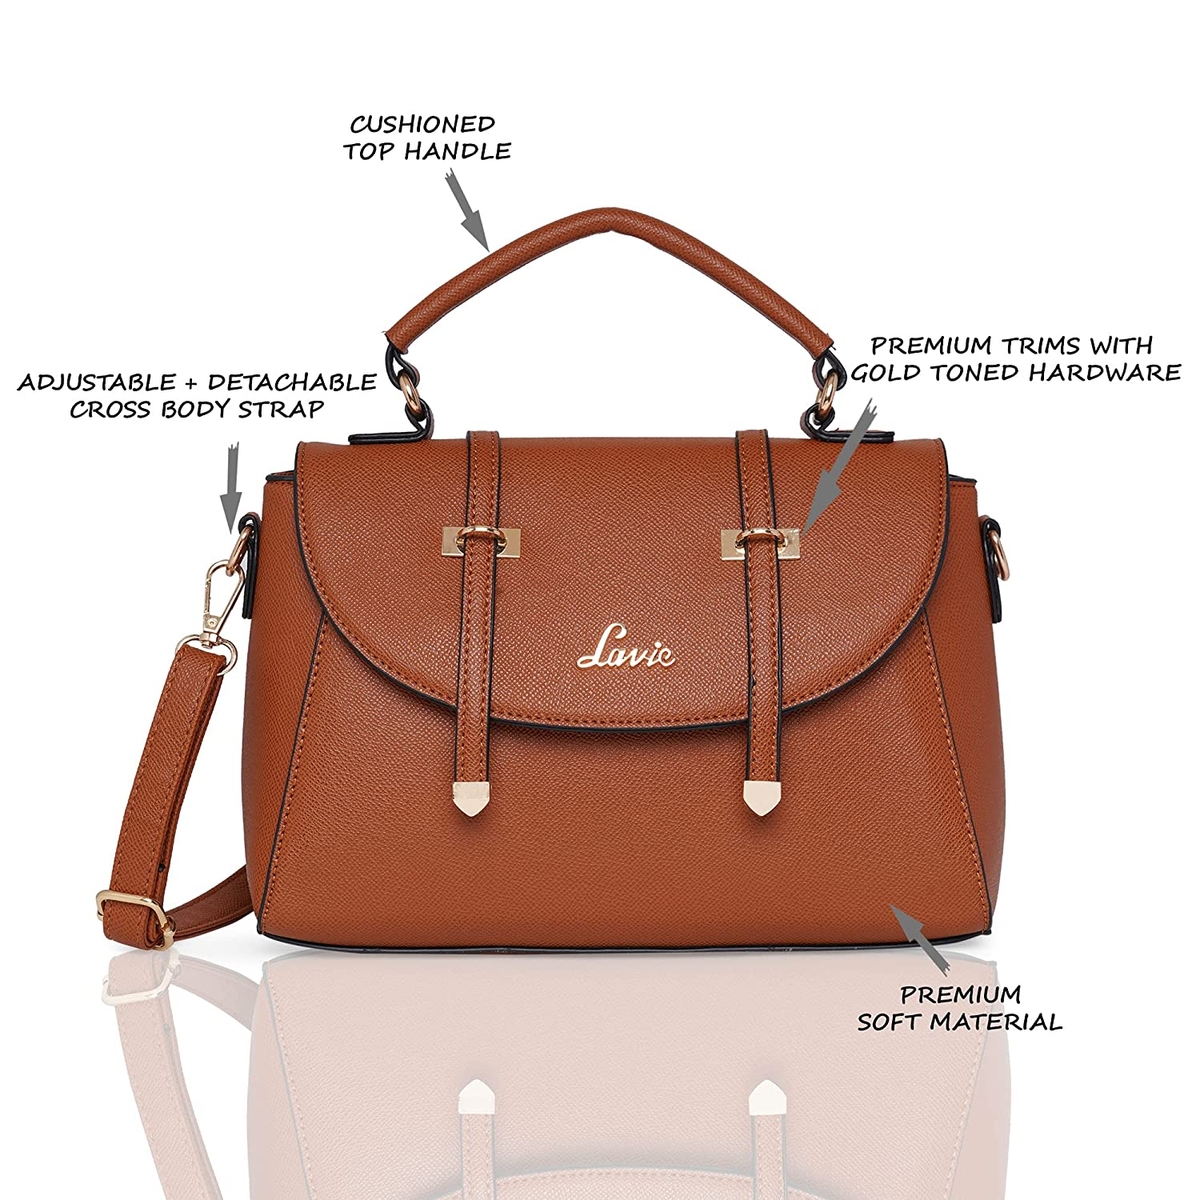 CUSHIONED
TOP HANDLE
PREMIUM TRIMS WITH
GOLD TONED HARDWARE
ADJUSTABLE + DETACHABLE
CROSS BODY STRAP
Lavie
PREMIUM
SOFT MATERIAL